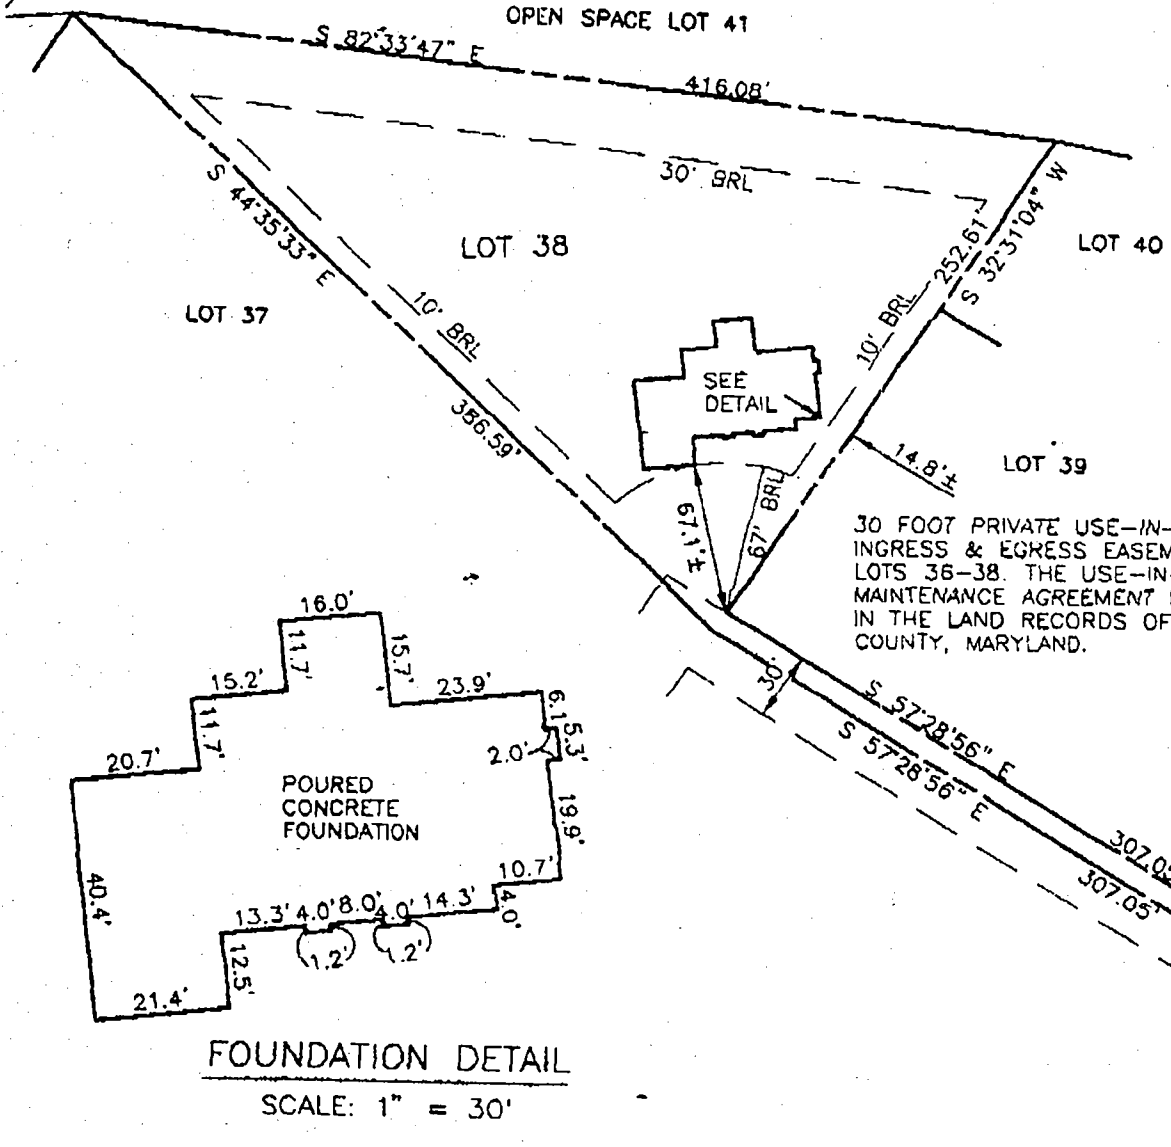 OPEN SPACE LOT 41
S 82°33'47" E
416.08'
30' BRL
S 44°35'33" E
LOT 38
252.61'
S 32°31'04" W
LOT 40
LOT 37
10' BRL
10' BRL
SEE
DETAIL
386.59'
14.8'±
LOT 39
67.1'±
67' BRL
30 FOOT PRIVATE USE-IN-
INGRESS & EGRESS EASEM
LOTS 36-38. THE USE-IN-
MAINTENANCE AGREEMENT
IN THE LAND RECORDS OF
COUNTY, MARYLAND.
30'
S 57°28'56" E
S 57°28'56" E
307.05
307.05'
16.0'
11.7'
15.7'
15.2'
23.9'
11.7'
6.1
5.3'
2.0'
20.7'
POURED
CONCRETE
FOUNDATION
19.9'
10.7'
40.4'
13.3'
4.0'
8.0'
4.0'
14.3'
4.0'
1.2'
1.2'
12.5'
21.4'
FOUNDATION DETAIL
SCALE: 1" = 30'